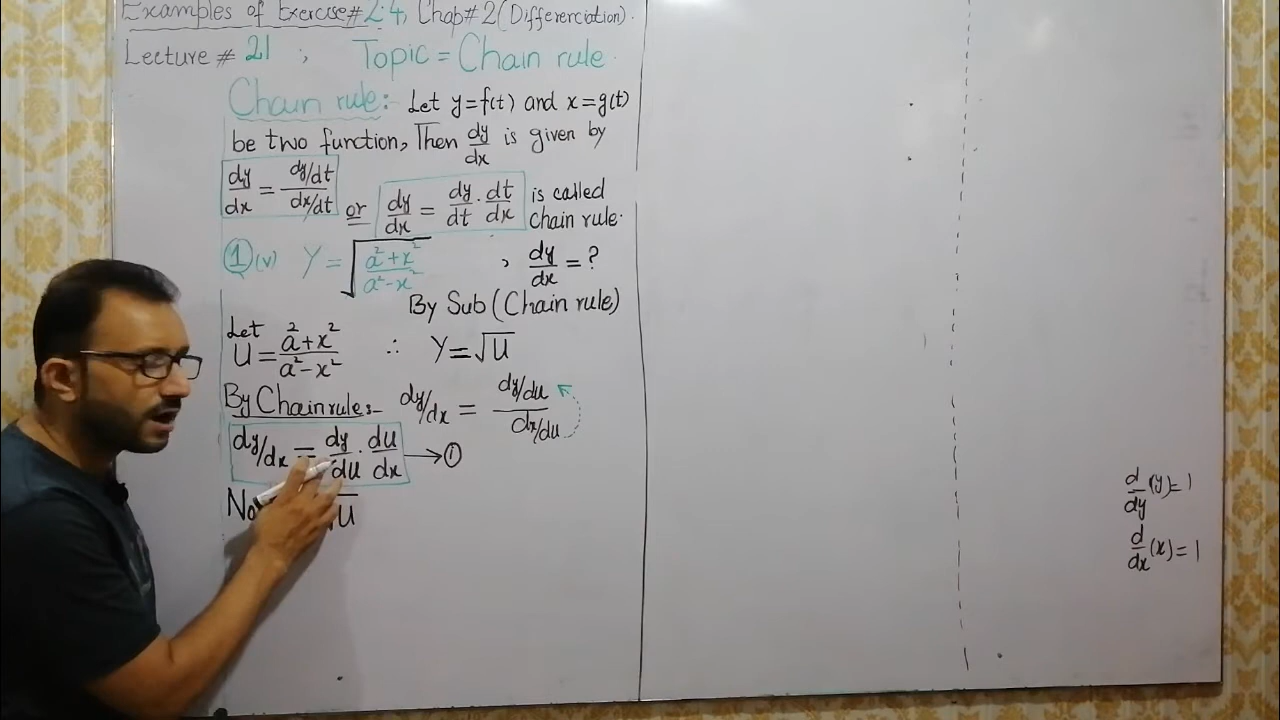 Examples of Exercise# 2.4, Chap#2 (Differenciation).
Lecture # 21 ; Topic = Chain rule.
Chain rule: Let y=f(t) and x=g(t)
be two function, Then dy/dx is given by
dy/dx = (dy/dt)/(dx/dt) or dy/dx = dy/dt · dt/dx is called
chain rule.
1 (v) Y = √((a²+x²)/(a²-x²)) , dy/dx = ?
By Sub (Chain rule)
Let
U = (a²+x²)/(a²-x²) ∴ Y=√U
By Chain rule:- dy/dx = (dy/du)/(dx/du)
dy/dx = dy/du · du/dx → ①
√U
d/dy (y) = 1
d/dx (x) = 1